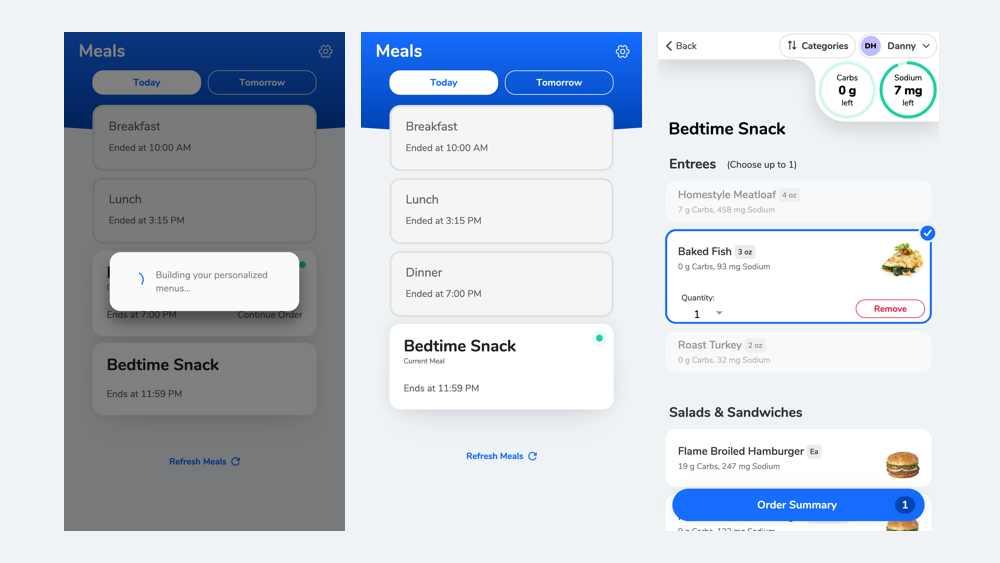 Meals
Today
Tomorrow
Breakfast
Ended at 10:00 AM
Lunch
Ended at 3:15 PM
Building your personalized
menus...
Ends at 7:00 PM
Continue Order
Bedtime Snack
Ends at 11:59 PM
Refresh Meals
Meals
Today
Tomorrow
Breakfast
Ended at 10:00 AM
Lunch
Ended at 3:15 PM
Dinner
Ended at 7:00 PM
Bedtime Snack
Current Meal
Ends at 11:59 PM
Refresh Meals
Back
Categories
DH
Danny
Carbs
0 g
left
Sodium
7 mg
left
Bedtime Snack
Entrees (Choose up to 1)
Homestyle Meatloaf 4 oz
7 g Carbs, 458 mg Sodium
Baked Fish 3 oz
0 g Carbs, 93 mg Sodium
Quantity:
1
Remove
Roast Turkey 2 oz
0 g Carbs, 32 mg Sodium
Salads & Sandwiches
Flame Broiled Hamburger Ea
19 g Carbs, 247 mg Sodium
Order Summary 1